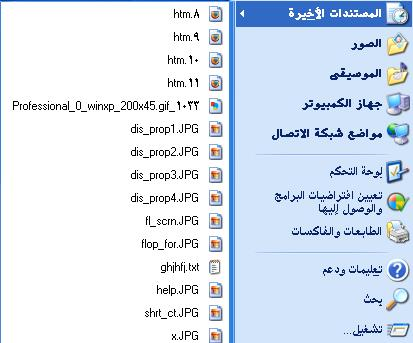 المستندات الأخيرة
الصور
الموسيقى
جهاز الكمبيوتر
مواضع شبكة الاتصال
لوحة التحكم
تعيين افتراضيات البرامج
والوصول إليها
الطابعات والفاكسات
تعليمات ودعم
بحث
تشغيل...
٨.htm
٩.htm
١٠.htm
١١.htm
Professional_0_winxp_200x45.gif_١٠٣٣
dis_prop1.JPG
dis_prop2.JPG
dis_prop3.JPG
dis_prop4.JPG
fl_scrn.JPG
flop_for.JPG
ghjhfj.txt
help.JPG
shrt_ct.JPG
x.JPG